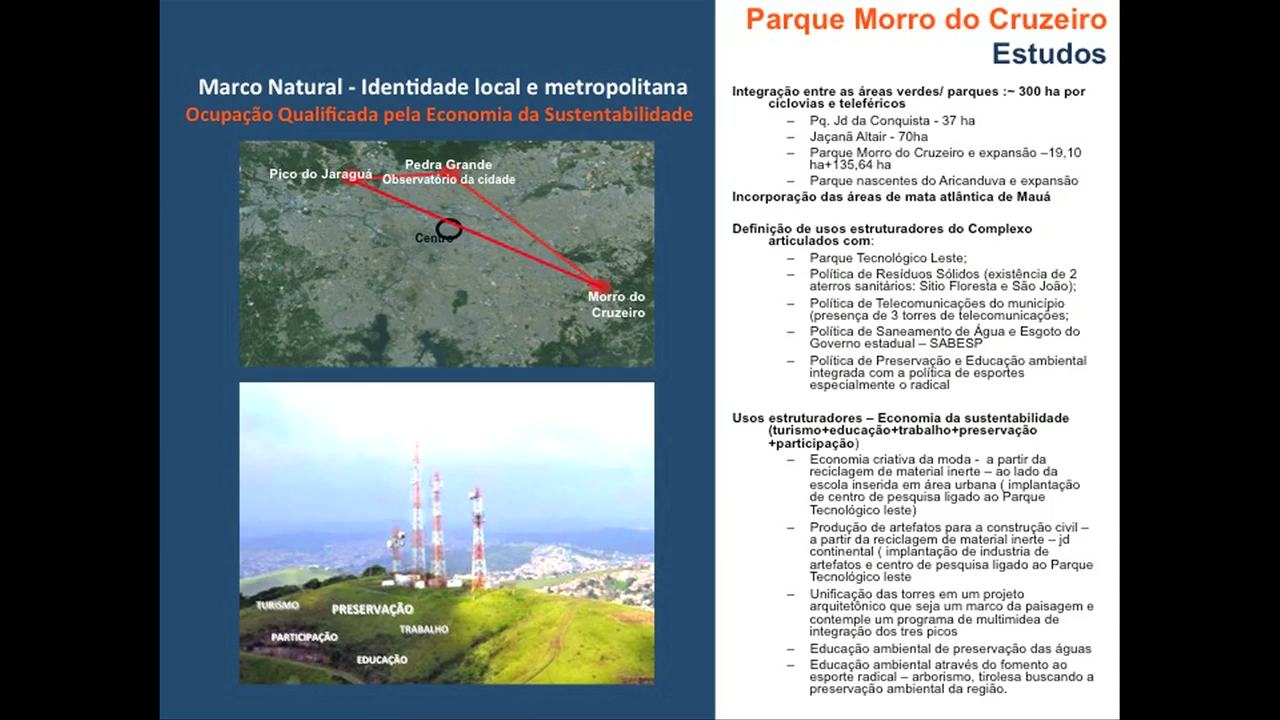 Marco Natural - Identidade local e metropolitana
Ocupação Qualificada pela Economia da Sustentabilidade
Pico do Jaraguá
Pedra Grande
Observatório da cidade
Centro
Morro do
Cruzeiro
TURISMO
PRESERVAÇÃO
TRABALHO
PARTICIPAÇÃO
EDUCAÇÃO
Parque Morro do Cruzeiro
Estudos
Integração entre as áreas verdes/ parques :~ 300 ha por
ciclovias e teleféricos
– Pq. Jd da Conquista - 37 ha
– Jaçanã Altair - 70ha
– Parque Morro do Cruzeiro e expansão –19,10
ha+135,64 ha
– Parque nascentes do Aricanduva e expansão
Incorporação das áreas de mata atlântica de Mauá
Definição de usos estruturadores do Complexo
articulados com:
– Parque Tecnológico Leste;
– Política de Resíduos Sólidos (existência de 2
aterros sanitários: Sitio Floresta e São João);
– Política de Telecomunicações do município
(presença de 3 torres de telecomunicações;
– Política de Saneamento de Água e Esgoto do
Governo estadual – SABESP
– Política de Preservação e Educação ambiental
integrada com a política de esportes
especialmente o radical
Usos estruturadores – Economia da sustentabilidade
(turismo+educação+trabalho+preservação
+participação)
– Economia criativa da moda - a partir da
reciclagem de material inerte – ao lado da
escola inserida em área urbana ( implantação
de centro de pesquisa ligado ao Parque
Tecnológico leste)
– Produção de artefatos para a construção civil –
a partir da reciclagem de material inerte – jd
continental ( implantação de industria de
artefatos e centro de pesquisa ligado ao Parque
Tecnológico leste
– Unificação das torres em um projeto
arquitetônico que seja um marco da paisagem e
contemple um programa de multimidea de
integração dos tres picos
– Educação ambiental de preservação das águas
– Educação ambiental através do fomento ao
esporte radical – arborismo, tirolesa buscando a
preservação ambiental da região.